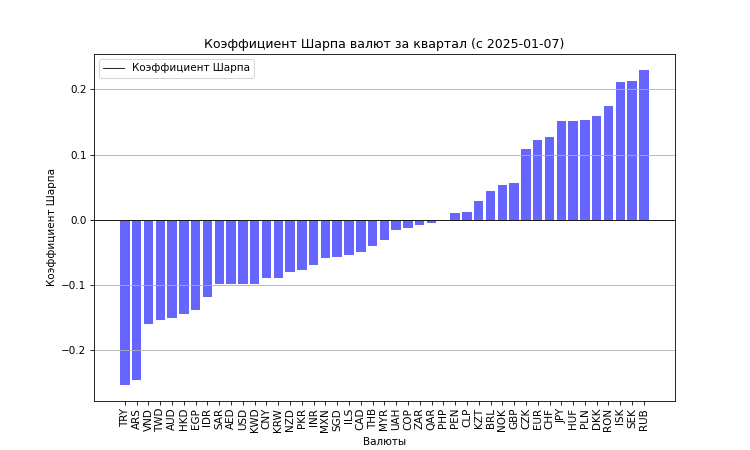 Коэффициент Шарпа валют за квартал (с 2025-01-07)
Коэффициент Шарпа
Коэффициент Шарпа
0.2
0.1
0.0
−0.1
−0.2
TRY
ARS
VND
TWD
AUD
HKD
EGP
IDR
SAR
AED
USD
KWD
CNY
KRW
NZD
PKR
INR
MXN
SGD
ILS
CAD
THB
MYR
UAH
COP
ZAR
QAR
PHP
PEN
CLP
KZT
BRL
NOK
GBP
CZK
EUR
CHF
JPY
HUF
PLN
DKK
RON
ISK
SEK
RUB
Валюты